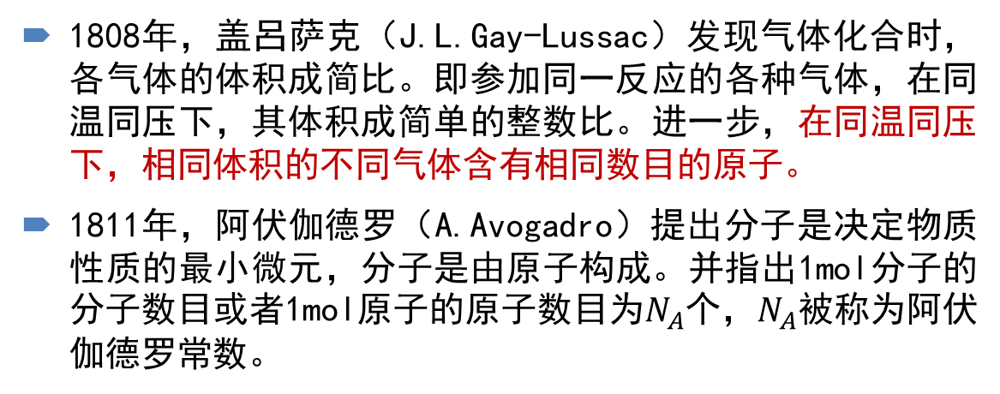 1808年，盖吕萨克（J.L.Gay-Lussac）发现气体化合时，
各气体的体积成简比。即参加同一反应的各种气体，在同
温同压下，其体积成简单的整数比。进一步，在同温同压
下，相同体积的不同气体含有相同数目的原子。
1811年，阿伏伽德罗（A.Avogadro）提出分子是决定物质
性质的最小微元，分子是由原子构成。并指出1mol分子的
分子数目或者1mol原子的原子数目为N_A个，N_A被称为阿伏
伽德罗常数。